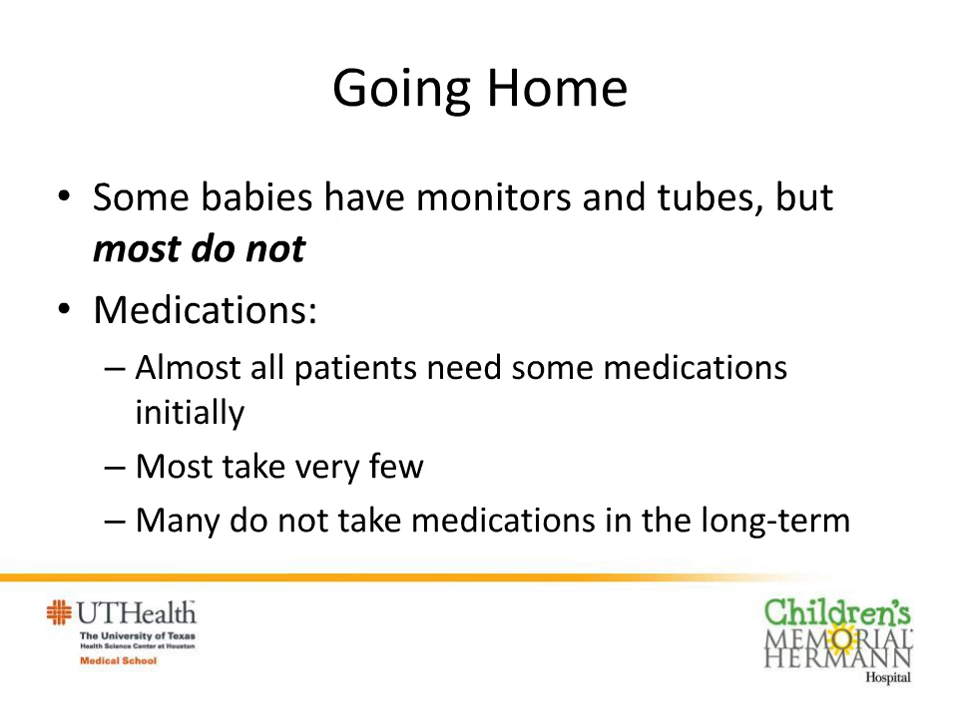 Going Home
• Some babies have monitors and tubes, but
most do not
• Medications:
– Almost all patients need some medications
initially
– Most take very few
– Many do not take medications in the long-term
UTHealth™
The University of Texas
Health Science Center at Houston
Medical School
Children's
MEMORIAL
HERMANN
Hospital